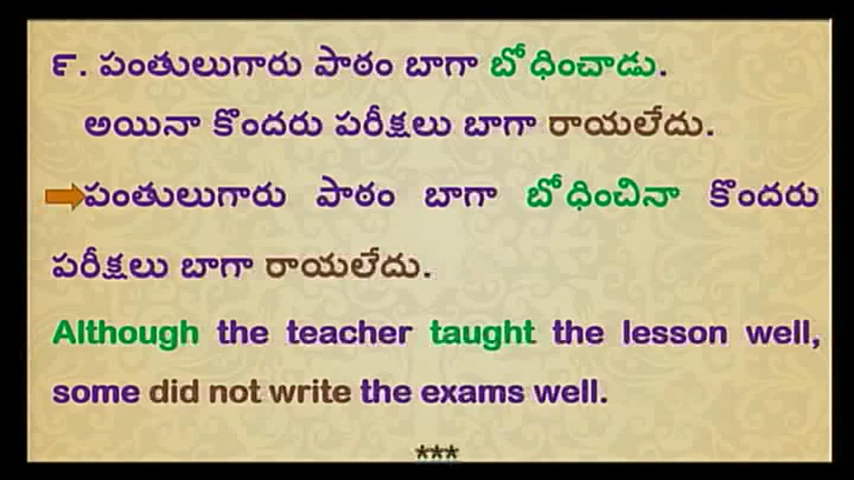 ౯. పంతులుగారు పాఠం బాగా బోధించాడు.
అయినా కొందరు పరీక్షలు బాగా రాయలేదు.
పంతులుగారు పాఠం బాగా బోధించినా కొందరు
పరీక్షలు బాగా రాయలేదు.
Although the teacher taught the lesson well,
some did not write the exams well.
***